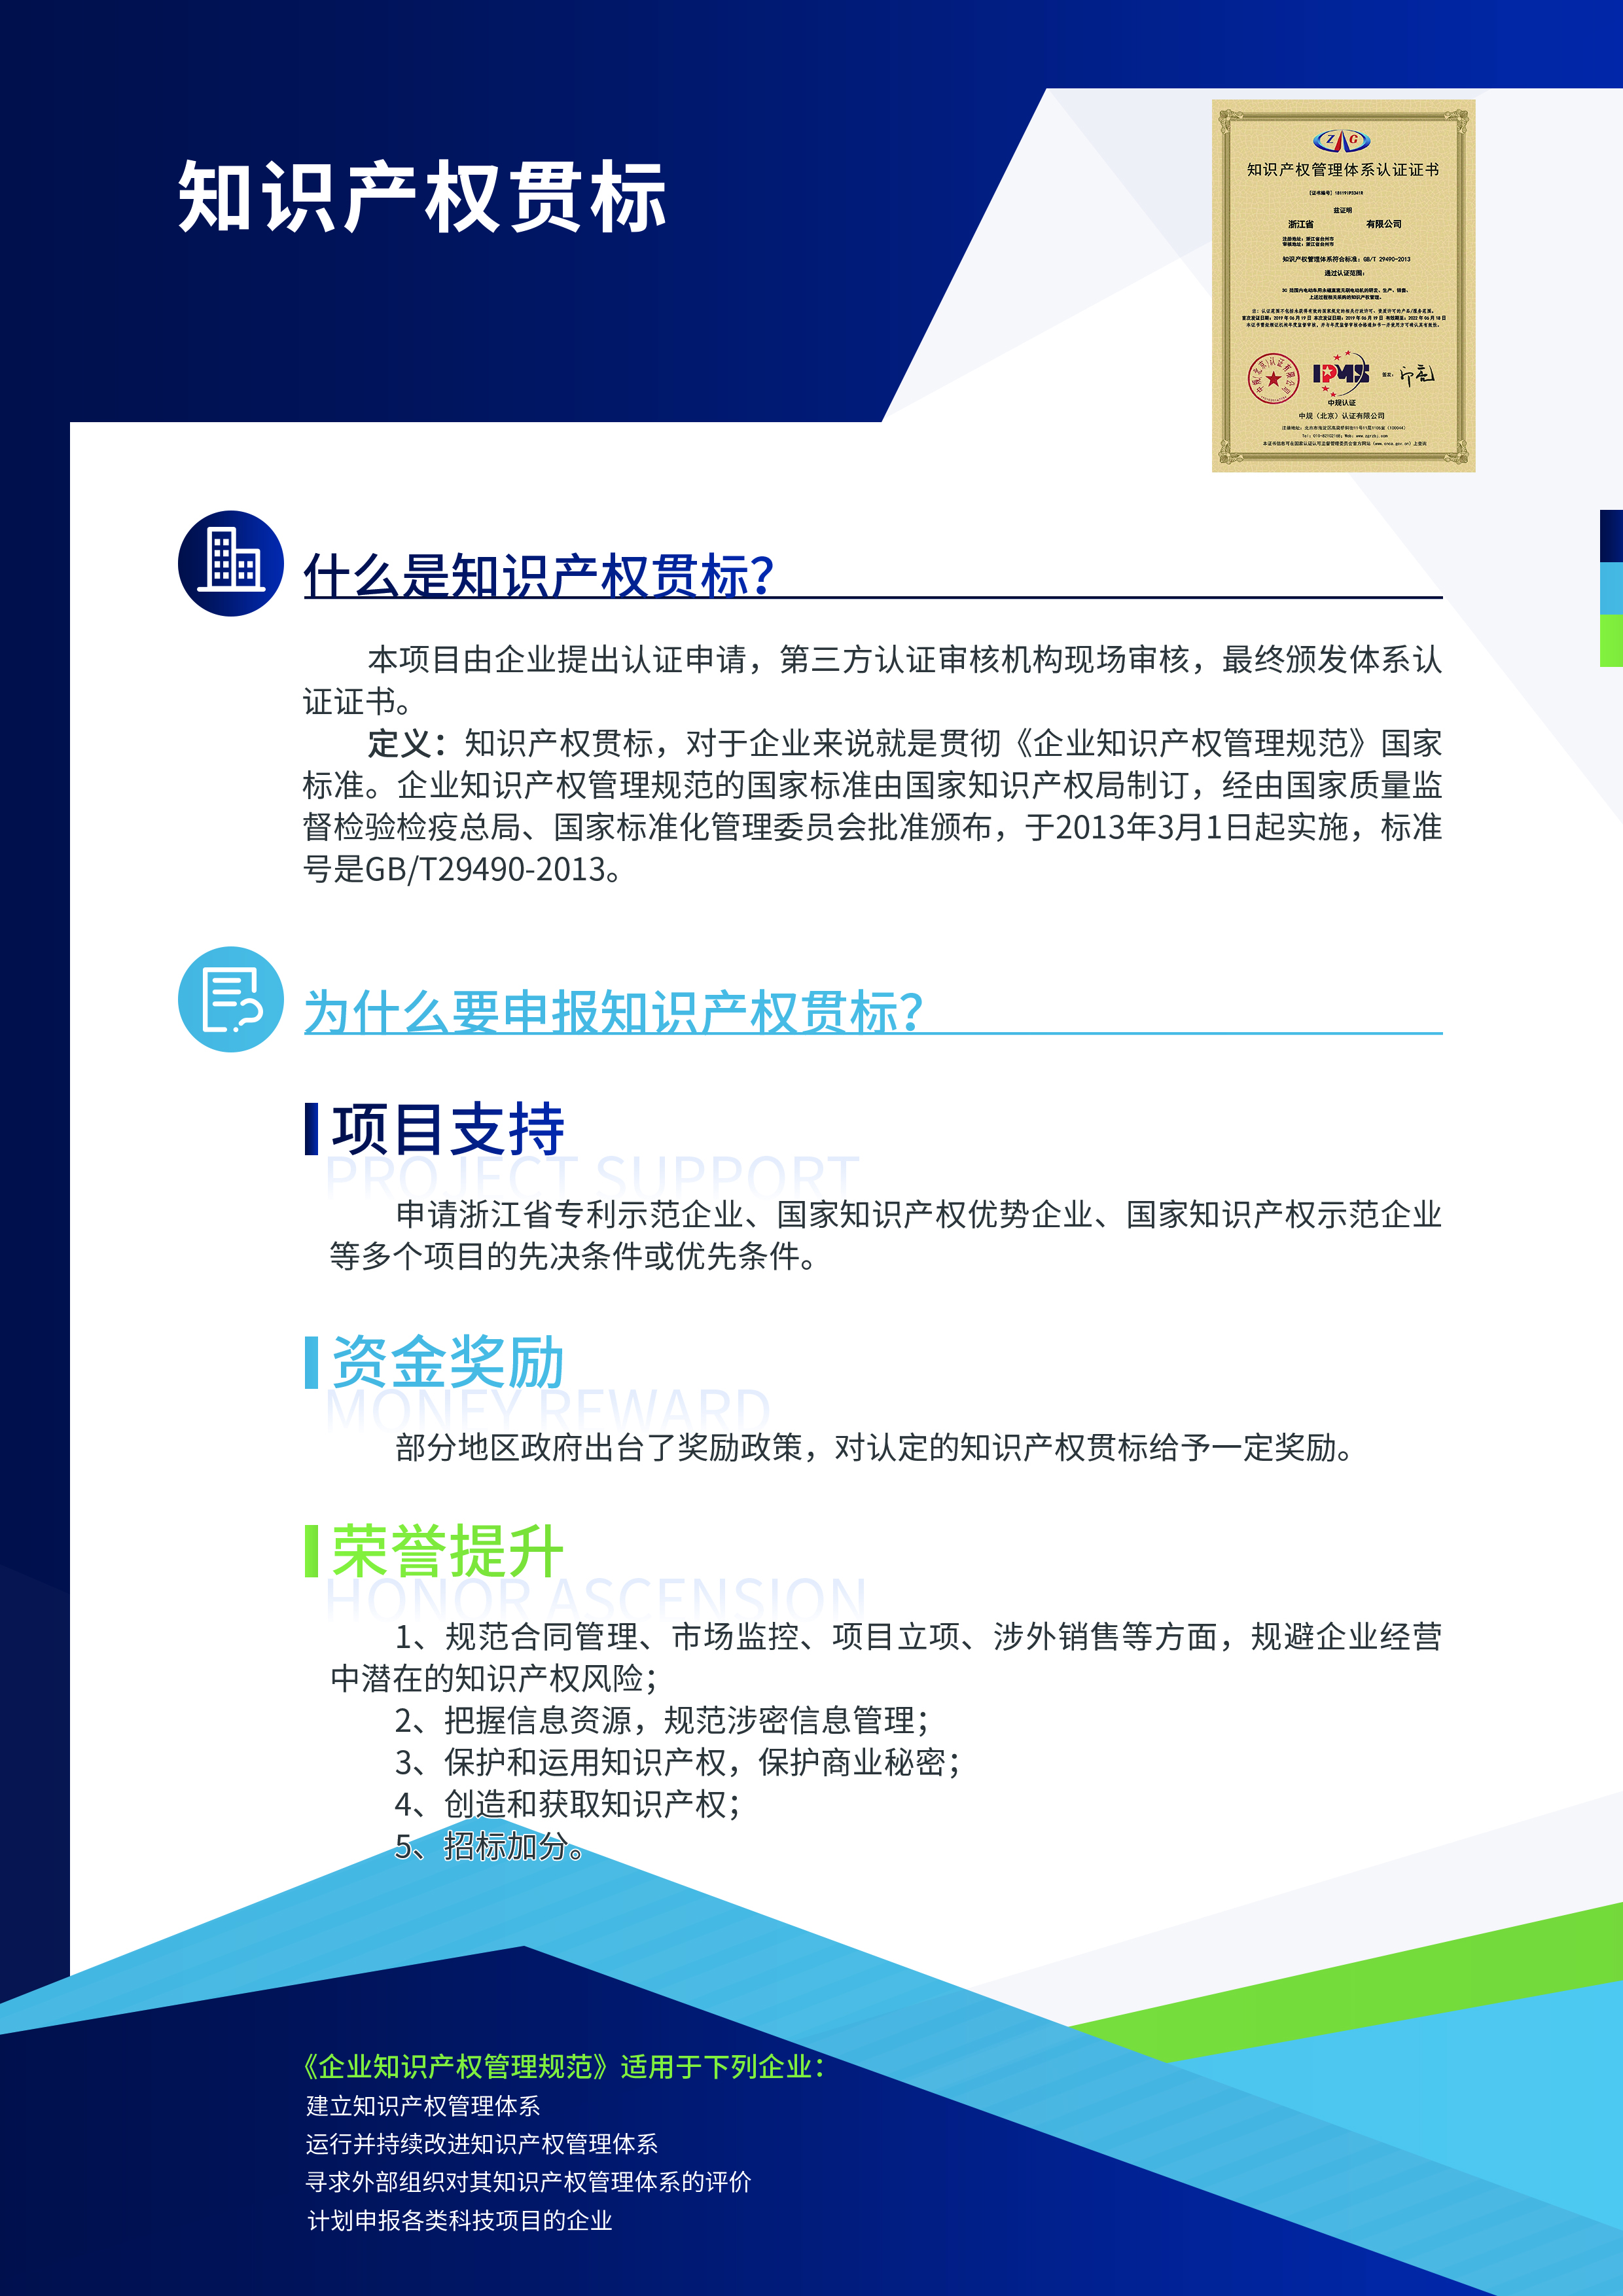 知识产权贯标
Z G
知识产权管理体系认证证书
兹证明
浙江省 有限公司
注册地址：浙江省台州市
审核地址：浙江省台州市
知识产权管理体系符合标准：GB/T 29490-2013
通过认证范围：
IPMS
签发：
中规认证
中规（北京）认证有限公司
什么是知识产权贯标？
本项目由企业提出认证申请，第三方认证审核机构现场审核，最终颁发体系认
证证书。
定义：知识产权贯标，对于企业来说就是贯彻《企业知识产权管理规范》国家
标准。企业知识产权管理规范的国家标准由国家知识产权局制订，经由国家质量监
督检验检疫总局、国家标准化管理委员会批准颁布，于2013年3月1日起实施，标准
号是GB/T29490-2013。
为什么要申报知识产权贯标？
项目支持
PROJECT SUPPORT
申请浙江省专利示范企业、国家知识产权优势企业、国家知识产权示范企业
等多个项目的先决条件或优先条件。
资金奖励
MONEY REWARD
部分地区政府出台了奖励政策，对认定的知识产权贯标给予一定奖励。
荣誉提升
HONOR ASCENSION
1、规范合同管理、市场监控、项目立项、涉外销售等方面，规避企业经营
中潜在的知识产权风险；
2、把握信息资源，规范涉密信息管理；
3、保护和运用知识产权，保护商业秘密；
4、创造和获取知识产权；
5、招标加分。
《企业知识产权管理规范》适用于下列企业：
建立知识产权管理体系
运行并持续改进知识产权管理体系
寻求外部组织对其知识产权管理体系的评价
计划申报各类科技项目的企业